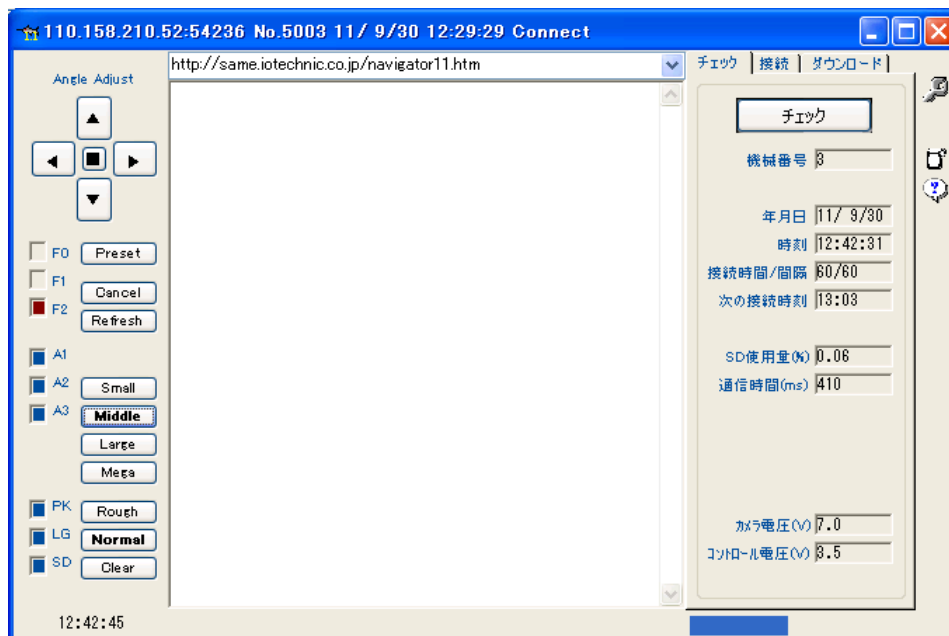 110.158.210.52:54236 No.5003 11/ 9/30 12:29:29 Connect
Angle Adjust
http://same.iotechnic.co.jp/navigator11.htm
チェック 接続 ダウンロード
チェック
機械番号 3
年月日 11/ 9/30
時刻 12:42:31
F0 Preset
接続時間/間隔 60/60
F1
Cancel
次の接続時刻 13:03
F2
Refresh
A1
SD使用量(%) 0.06
A2 Small
通信時間(ms) 410
A3 Middle
Large
Mega
PK Rough
カメラ電圧(V) 7.0
LG Normal
コントロール電圧(V) 3.5
SD Clear
12:42:45